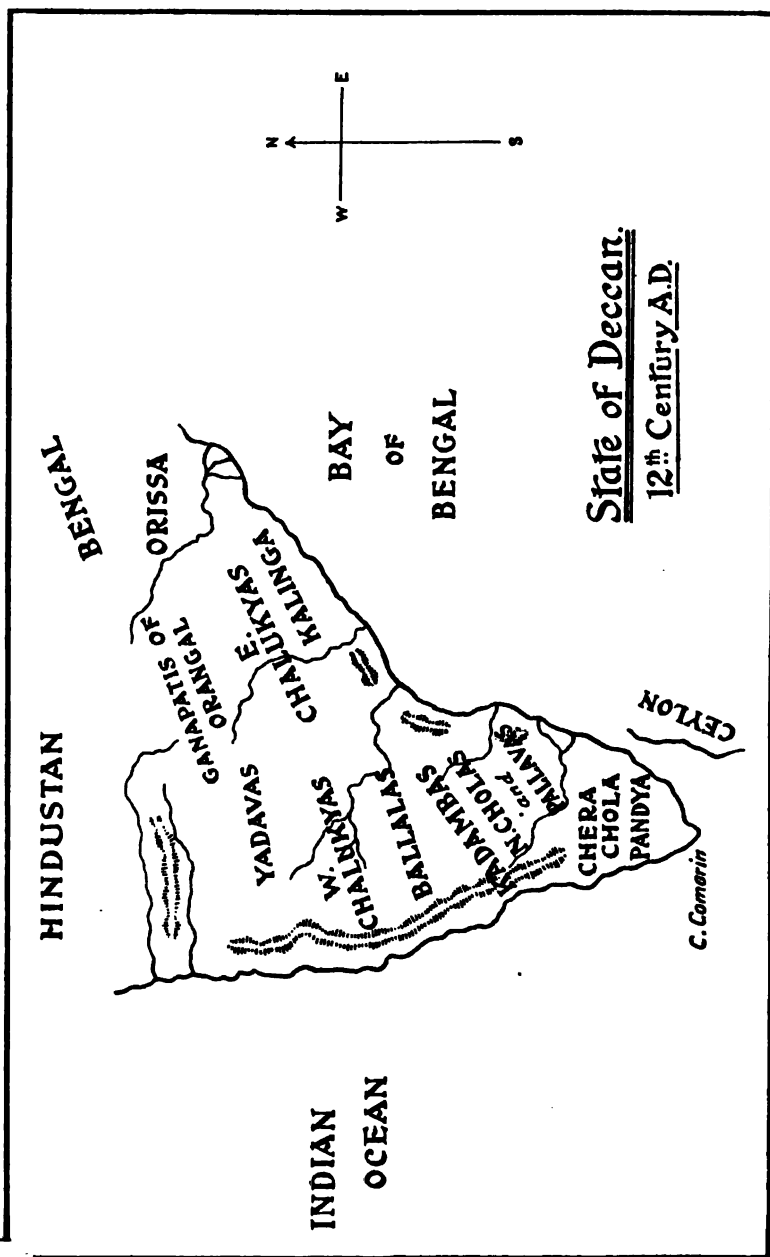 HINDUSTAN
BENGAL
ORISSA
GANAPATIS OF
ORANGAL
E.
CHALUKYAS
KALINGA
YADAVAS
W.
CHALUKYAS
BALLALAS
KADAMBAS
N. CHOLAS
and
PALLAVAS
CHERA
CHOLA
PANDYA
C. Comorin
CEYLON
INDIAN
OCEAN
BAY
OF
BENGAL
N
W
E
S
State of Deccan.
12th Century A.D.